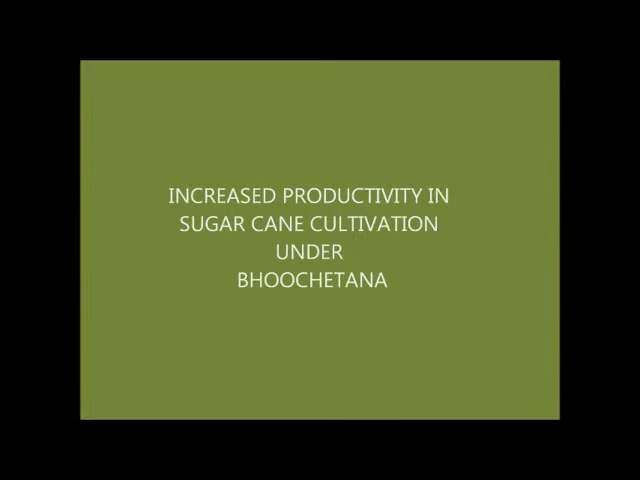 INCREASED PRODUCTIVITY IN
SUGAR CANE CULTIVATION
UNDER
BHOOCHETANA